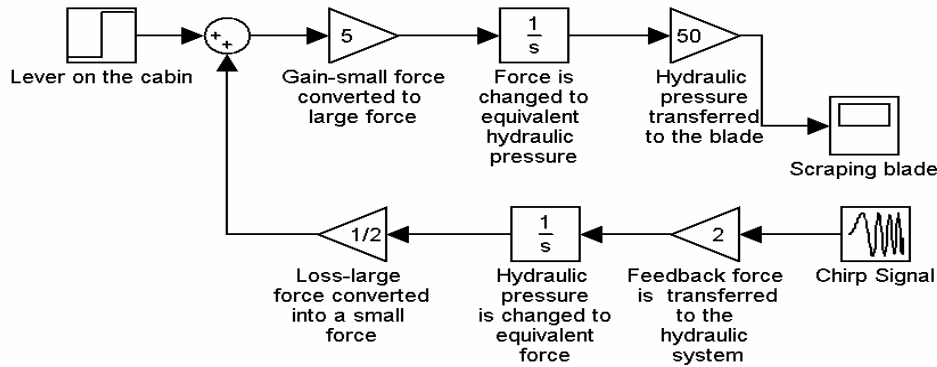 +
+
5
1
s
50
Lever on the cabin
Gain-small force
converted to
large force
Force is
changed to
equivalent
hydraulic
pressure
Hydraulic
pressure
transferred
to the blade
Scraping blade
1/2
1
s
2
Loss-large
force converted
into a small
force
Hydraulic
pressure
is changed to
equivalent
force
Feedback force
is transferred
to the
hydraulic
system
Chirp Signal